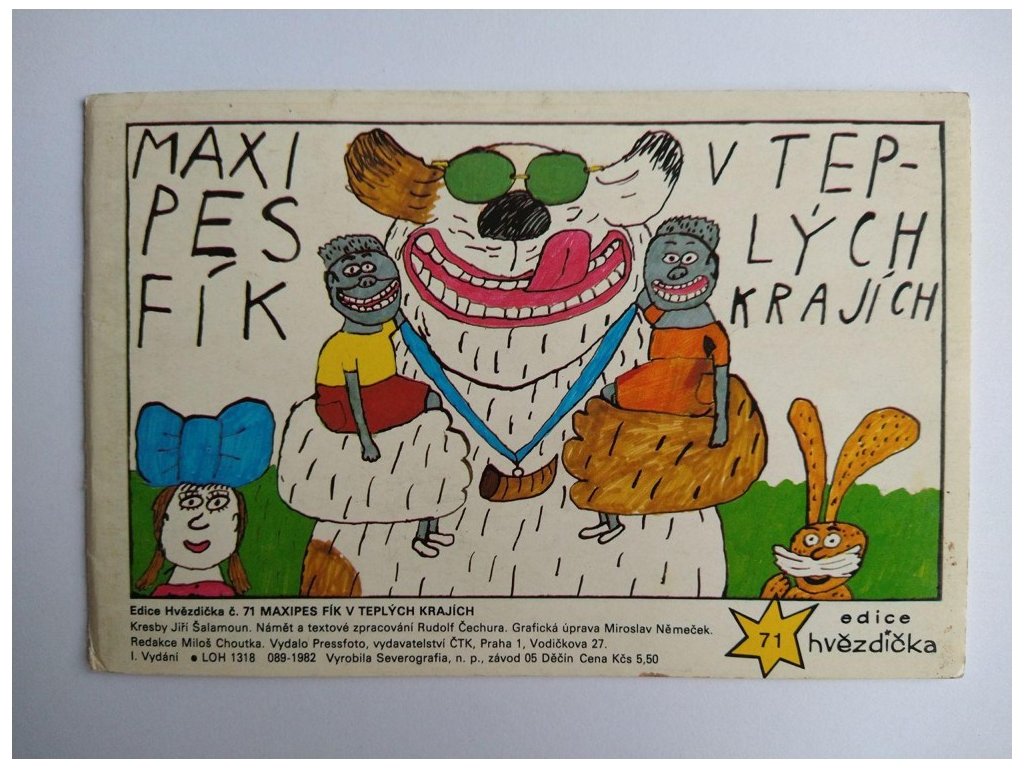 MAXI
PES
FÍK
V TEP-
LÝCH
KRAJÍCH
Edice Hvězdička č. 71 MAXIPES FÍK V TEPLÝCH KRAJÍCH
Kresby Jiří Šalamoun. Námět a textové zpracování Rudolf Čechura. Grafická úprava Miroslav Němeček.
Redakce Miloš Choutka. Vydalo Pressfoto, vydavatelství ČTK, Praha 1, Vodičkova 27.
I. Vydání ● LOH 1318 089-1982 Vyrobila Severografia, n. p., závod 05 Děčín Cena Kčs 5,50
71
edice
hvězdička